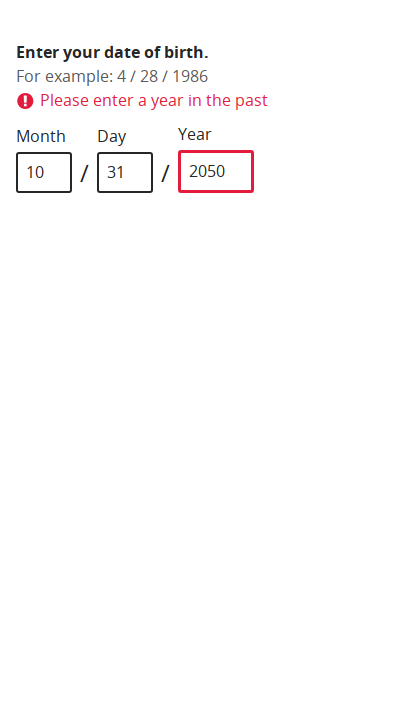 Enter your date of birth.
For example: 4 / 28 / 1986
Please enter a year in the past
Month Day Year
10 / 31 / 2050